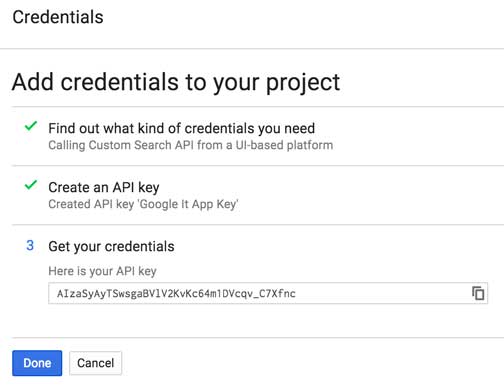 Credentials
Add credentials to your project
Find out what kind of credentials you need
Calling Custom Search API from a UI-based platform
Create an API key
Created API key 'Google It App Key'
3 Get your credentials
Here is your API key
AIzaSyAyTSwsgaBVlV2KvKc64m1DVcqv_C7Xfnc
Done Cancel